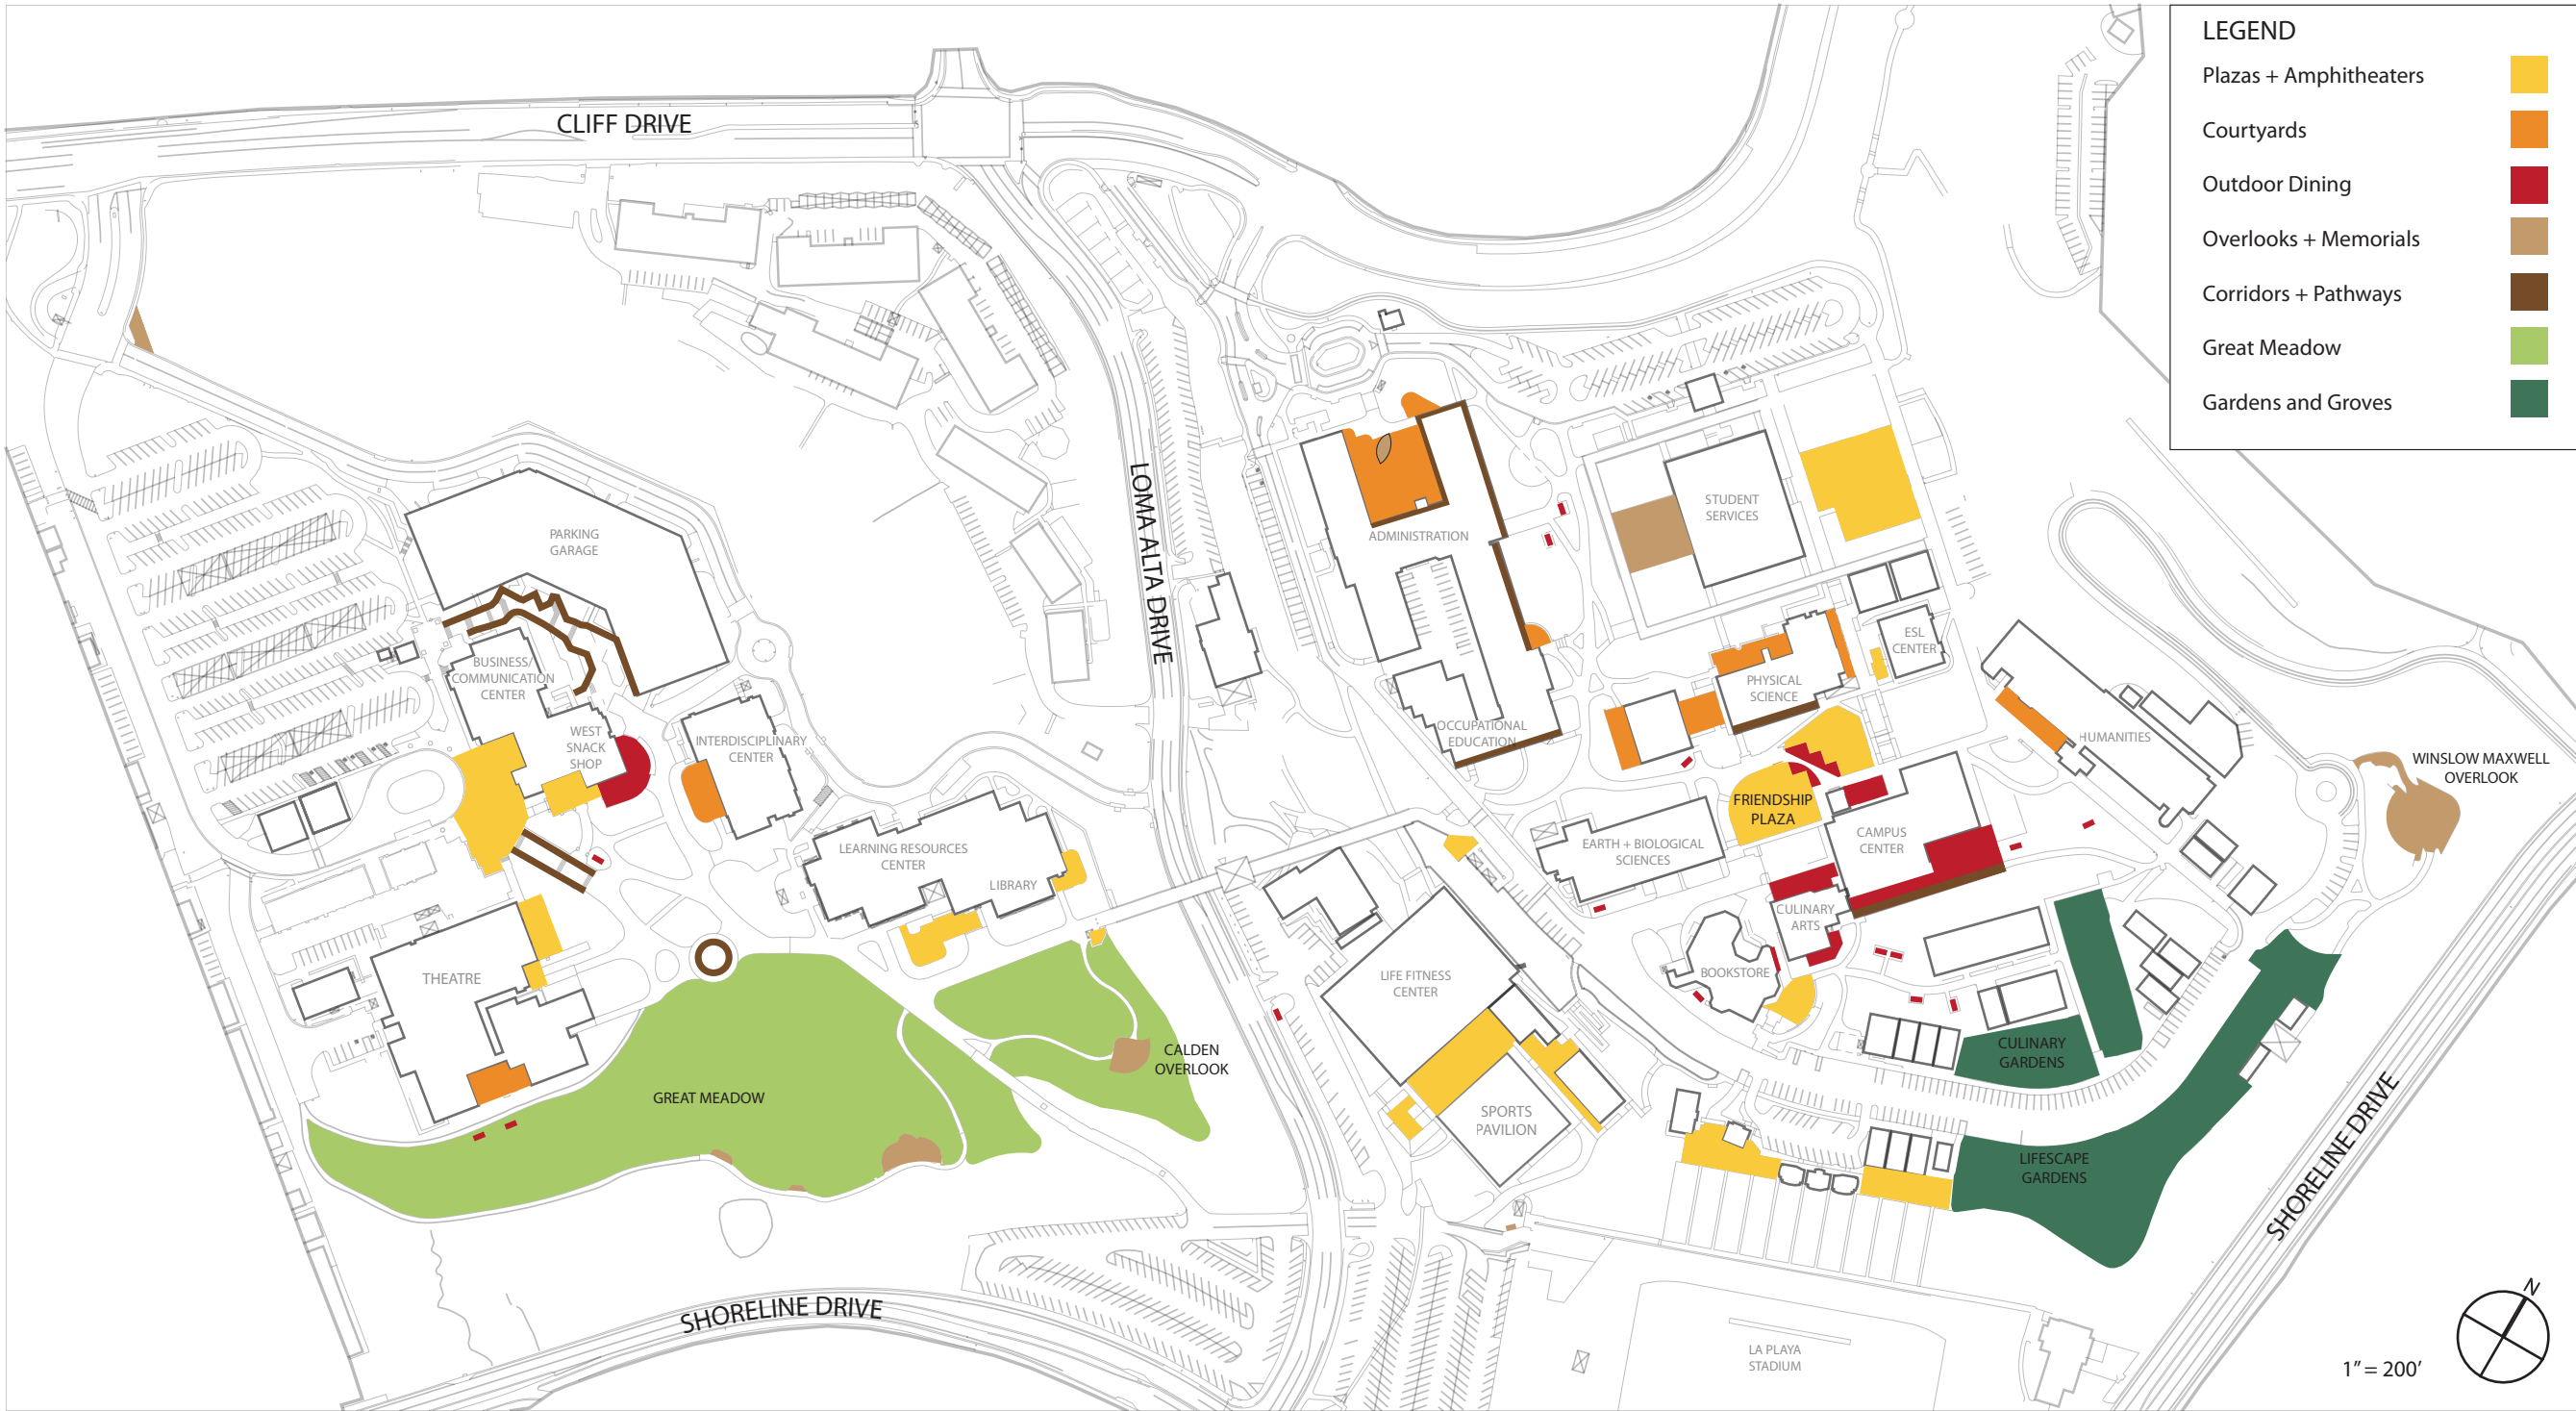 LEGEND
Plazas + Amphitheaters
Courtyards
Outdoor Dining
Overlooks + Memorials
Corridors + Pathways
Great Meadow
Gardens and Groves
CLIFF DRIVE
LOMA ALTA DRIVE
PARKING
GARAGE
BUSINESS/
COMMUNICATION
CENTER
WEST
SNACK
SHOP
INTERDISCIPLINARY
CENTER
LEARNING RESOURCES
CENTER
LIBRARY
THEATRE
GREAT MEADOW
CALDEN
OVERLOOK
SHORELINE DRIVE
ADMINISTRATION
OCCUPATIONAL
EDUCATION
STUDENT
SERVICES
ESL
CENTER
PHYSICAL
SCIENCE
HUMANITIES
WINSLOW MAXWELL
OVERLOOK
FRIENDSHIP
PLAZA
EARTH + BIOLOGICAL
SCIENCES
CAMPUS
CENTER
CULINARY
ARTS
BOOKSTORE
LIFE FITNESS
CENTER
SPORTS
PAVILION
CULINARY
GARDENS
LIFESCAPE
GARDENS
SHORELINE DRIVE
LA PLAYA
STADIUM
N
1" = 200'